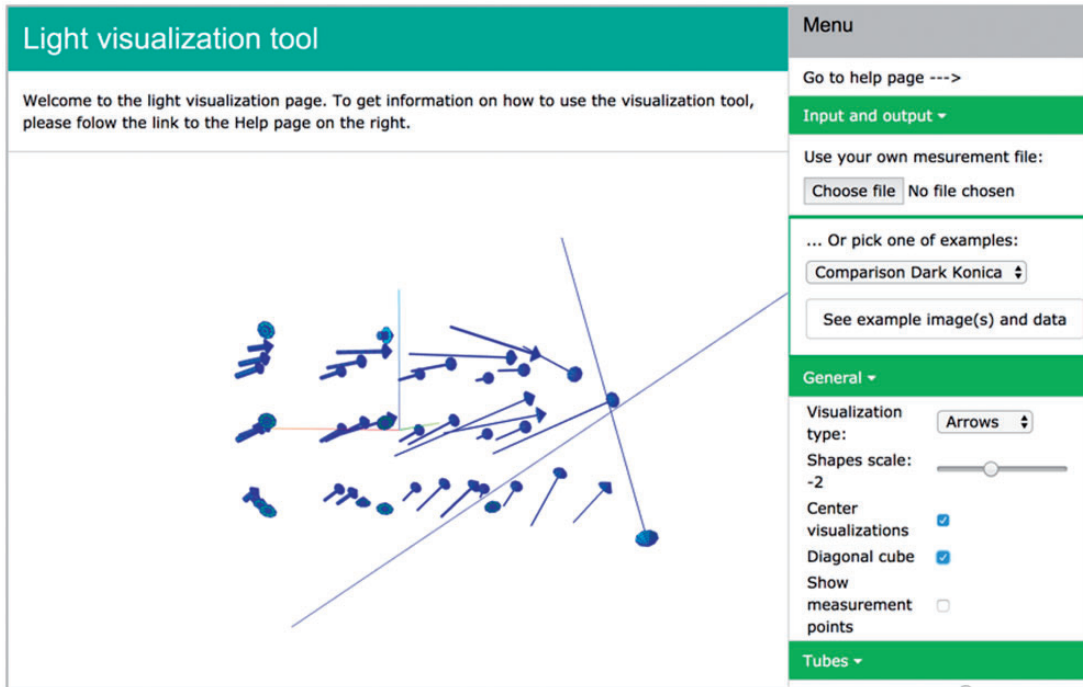 Light visualization tool
Welcome to the light visualization page. To get information on how to use the visualization tool,
please folow the link to the Help page on the right.
Menu
Go to help page --->
Input and output
Use your own mesurement file:
Choose file No file chosen
... Or pick one of examples:
Comparison Dark Konica
See example image(s) and data
General
Visualization
type:
Arrows
Shapes scale:
-2
Center
visualizations
Diagonal cube
Show
measurement
points
Tubes